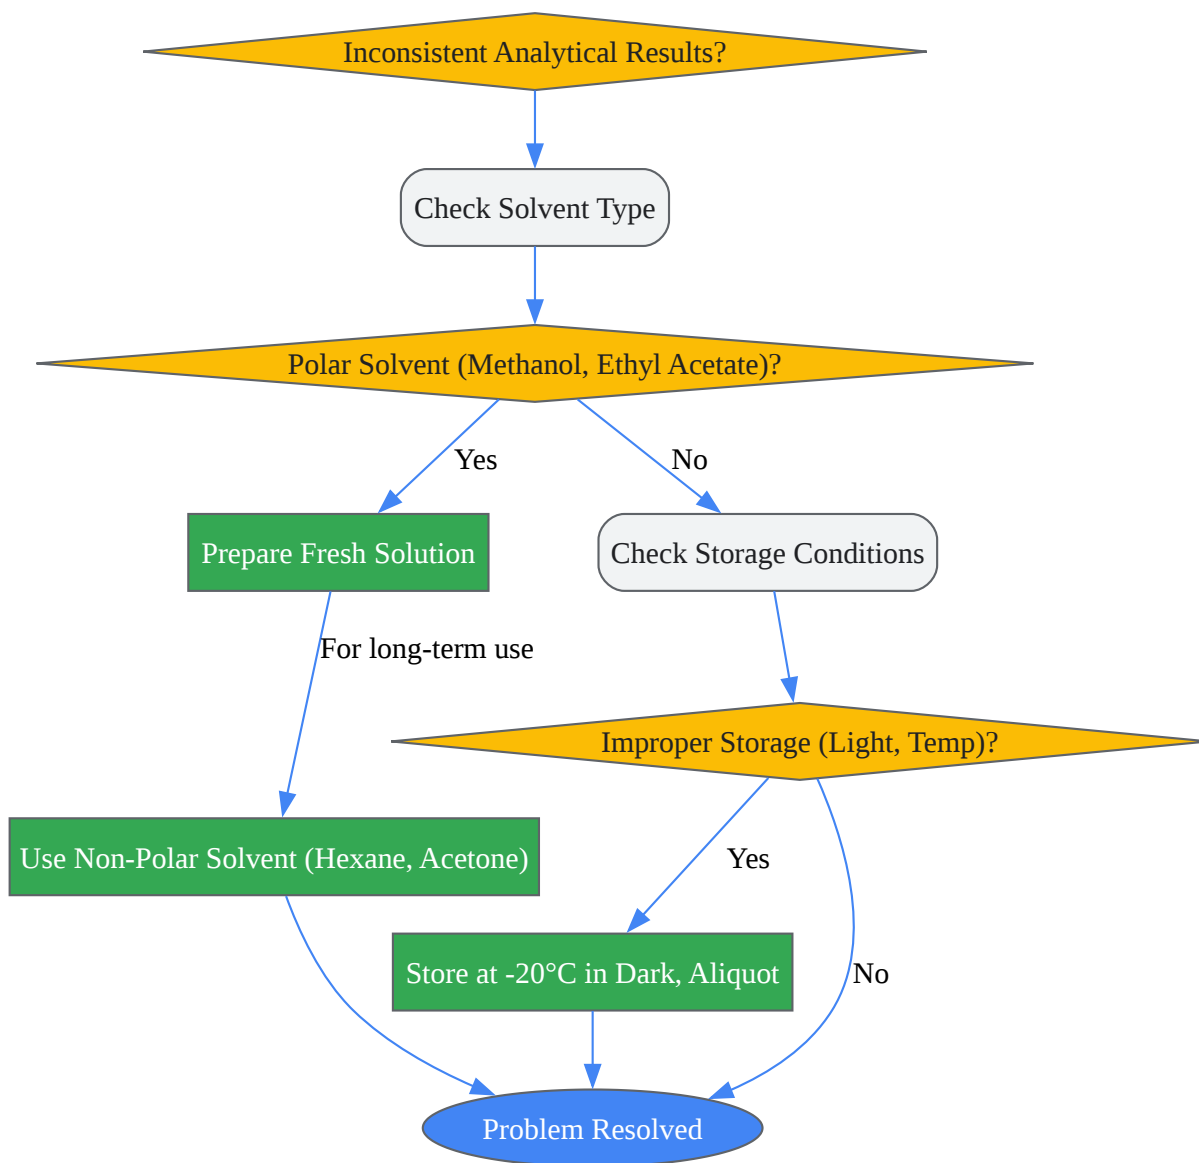 Inconsistent Analytical Results?
Check Solvent Type
Polar Solvent (Methanol, Ethyl Acetate)?
Yes
No
Prepare Fresh Solution
Check Storage Conditions
For long-term use
Improper Storage (Light, Temp)?
Use Non-Polar Solvent (Hexane, Acetone)
Yes
Store at -20°C in Dark, Aliquot
No
Problem Resolved